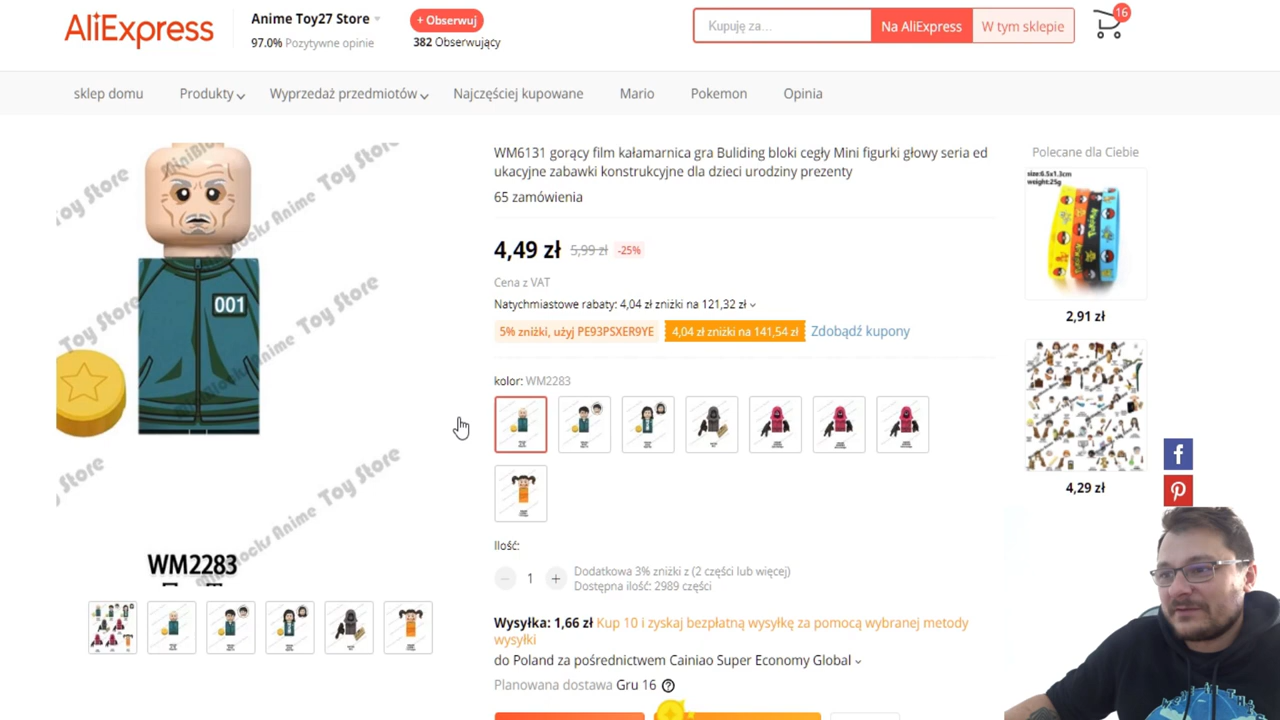 AliExpress
Anime Toy27 Store
97.0% Pozytywne opinie
+ Obserwuj
382 Obserwujący
Kupuję za...
Na AliExpress
W tym sklepie
16
sklep domu
Produkty
Wyprzedaż przedmiotów
Najczęściej kupowane
Mario
Pokemon
Opinia
001
WM2283
WM6131 gorący film kałamarnica gra Buliding bloki cegły Mini figurki głowy seria ed
ukacyjne zabawki konstrukcyjne dla dzieci urodziny prezenty
65 zamówienia
4,49 zł 5,99 zł -25%
Cena z VAT
Natychmiastowe rabaty: 4,04 zł zniżki na 121,32 zł
5% zniżki, użyj PE93PSXER9YE
4,04 zł zniżki na 141,54 zł
Zdobądź kupony
kolor: WM2283
Ilość:
− 1 +
Dodatkowa 3% zniżki z (2 części lub więcej)
Dostępna ilość: 2989 części
Wysyłka: 1,66 zł Kup 10 i zyskaj bezpłatną wysyłkę za pomocą wybranej metody
wysyłki
do Poland za pośrednictwem Cainiao Super Economy Global
Planowana dostawa Gru 16
Polecane dla Ciebie
size:6.5x1.3cm
weight:25g
2,91 zł
4,29 zł